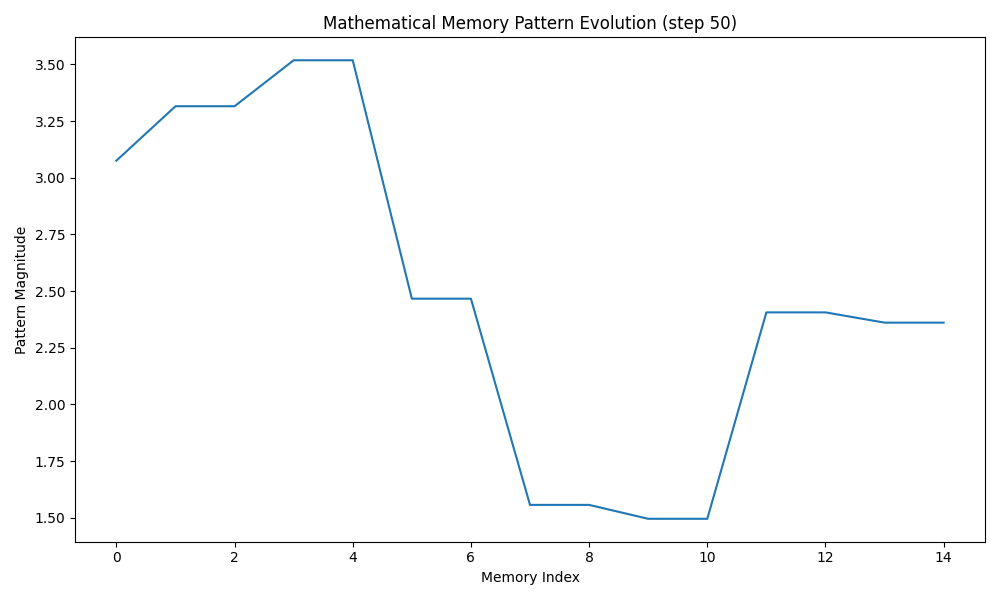 Mathematical Memory Pattern Evolution (step 50)
3.50
3.25
3.00
2.75
2.50
2.25
2.00
1.75
1.50
Pattern Magnitude
0 2 4 6 8 10 12 14
Memory Index